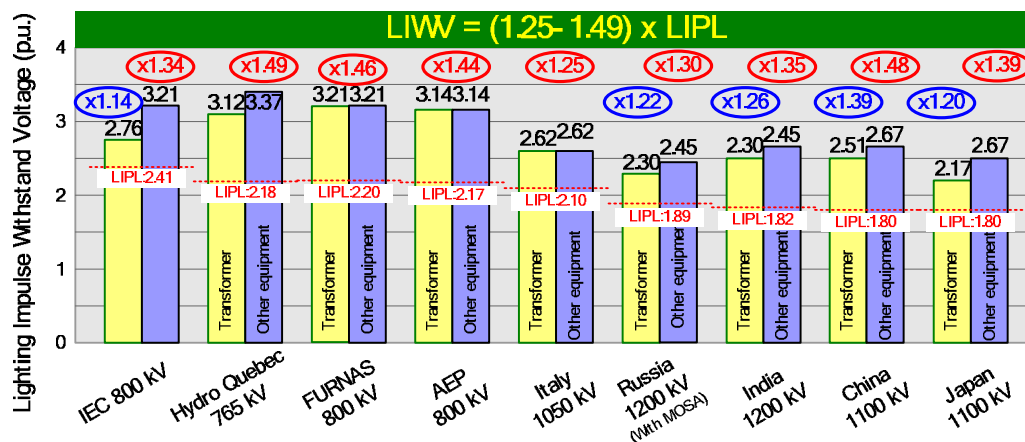 LIWV = (1.25-1.49) x LIPL
Lighting Impulse Withstand Voltage (p.u.)
4
3
2
1
0
x1.34
x1.49
x1.46
x1.44
x1.25
x1.30
x1.35
x1.48
x1.39
x1.14
x1.22
x1.26
x1.39
x1.20
2.76
3.21
3.12
3.37
3.21
3.21
3.14
3.14
2.62
2.62
2.30
2.45
2.30
2.45
2.51
2.67
2.17
2.67
LIPL:2.41
LIPL:2.18
LIPL:2.20
LIPL:2.17
LIPL:2.10
LIPL:1.89
LIPL:1.82
LIPL:1.80
LIPL:1.80
Transformer
Other equipment
Transformer
Other equipment
Transformer
Other equipment
Transformer
Other equipment
Transformer
Other equipment
Transformer
Other equipment
Transformer
Other equipment
Transformer
Other equipment
IEC 800 kV
Hydro Quebec
765 kV
FURNAS
800 kV
AEP
800 kV
Italy
1050 kV
Russia
1200 kV
(With MOSA)
India
1200 kV
China
1100 kV
Japan
1100 kV